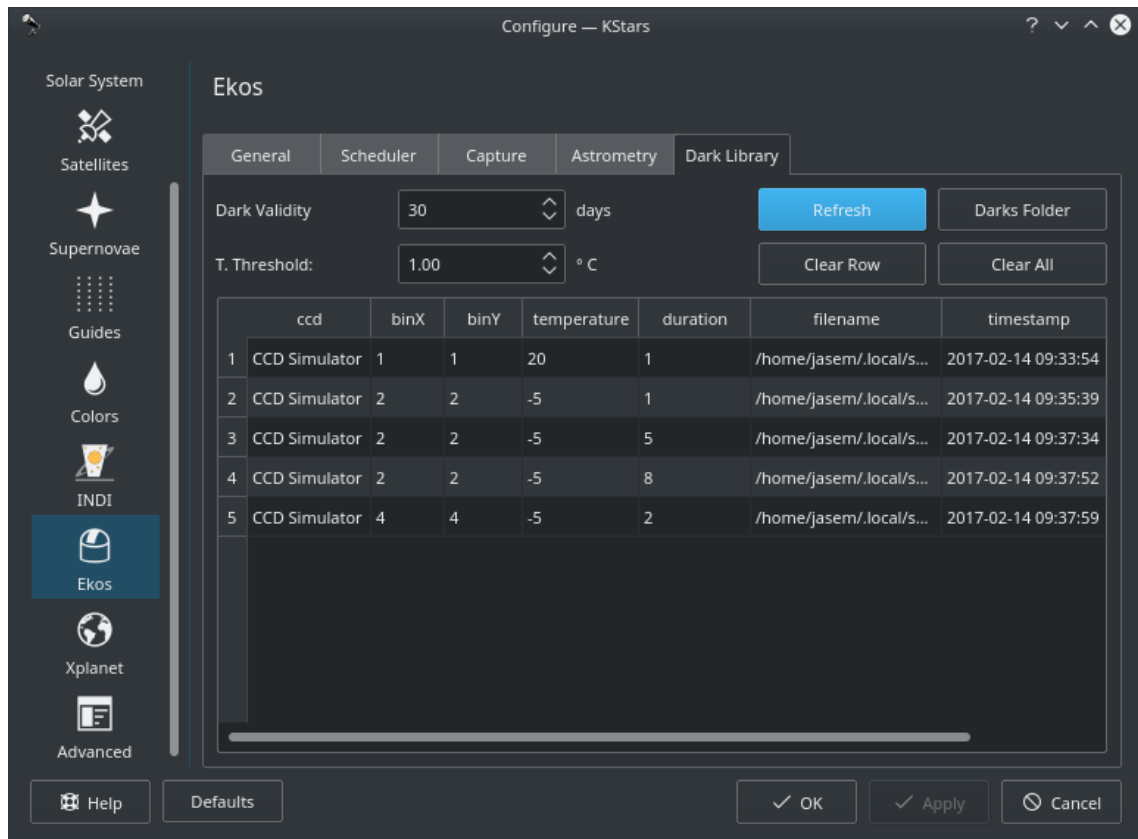 Configure — KStars
?
Solar System
Satellites
Supernovae
Guides
Colors
INDI
Ekos
Xplanet
Advanced
Ekos
General Scheduler Capture Astrometry Dark Library
Dark Validity 30 days Refresh Darks Folder
T. Threshold: 1.00 ° C Clear Row Clear All
ccd binX binY temperature duration filename timestamp
1 CCD Simulator 1 1 20 1 /home/jasem/.local/s... 2017-02-14 09:33:54
2 CCD Simulator 2 2 -5 1 /home/jasem/.local/s... 2017-02-14 09:35:39
3 CCD Simulator 2 2 -5 5 /home/jasem/.local/s... 2017-02-14 09:37:34
4 CCD Simulator 2 2 -5 8 /home/jasem/.local/s... 2017-02-14 09:37:52
5 CCD Simulator 4 4 -5 2 /home/jasem/.local/s... 2017-02-14 09:37:59
Help Defaults OK Apply Cancel